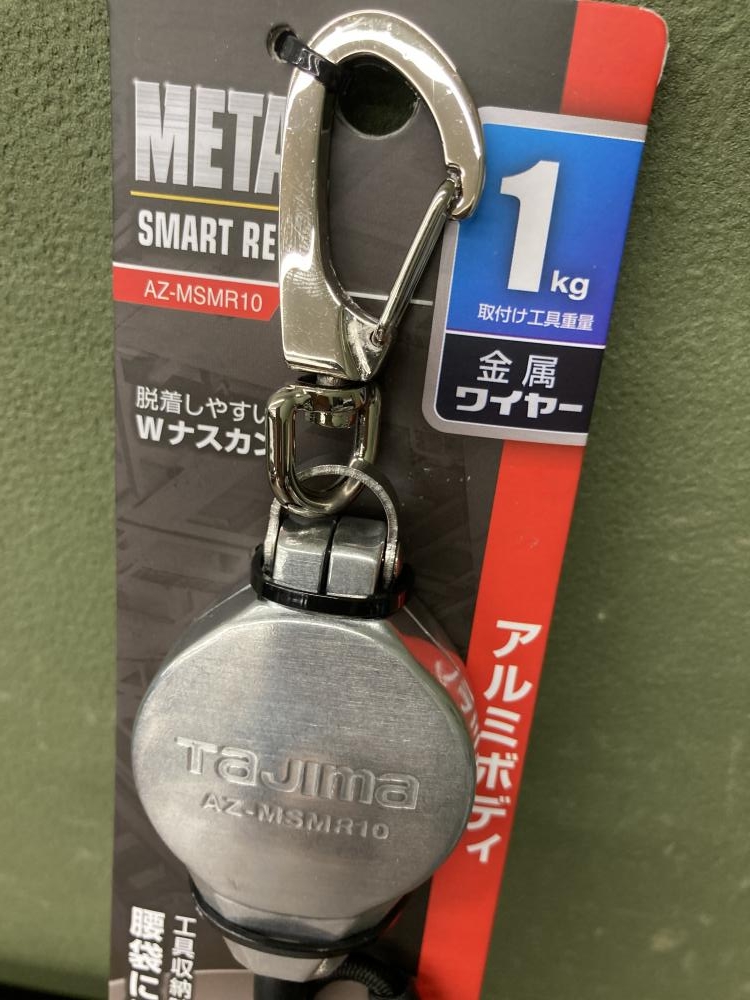 META
SMART RE
AZ-MSMR10
1kg
取付け工具重量
金属
ワイヤー
脱着しやすい
Wナスカン
アルミボディ
TaJIma
AZ-MSMR10
工具収納
腰袋に